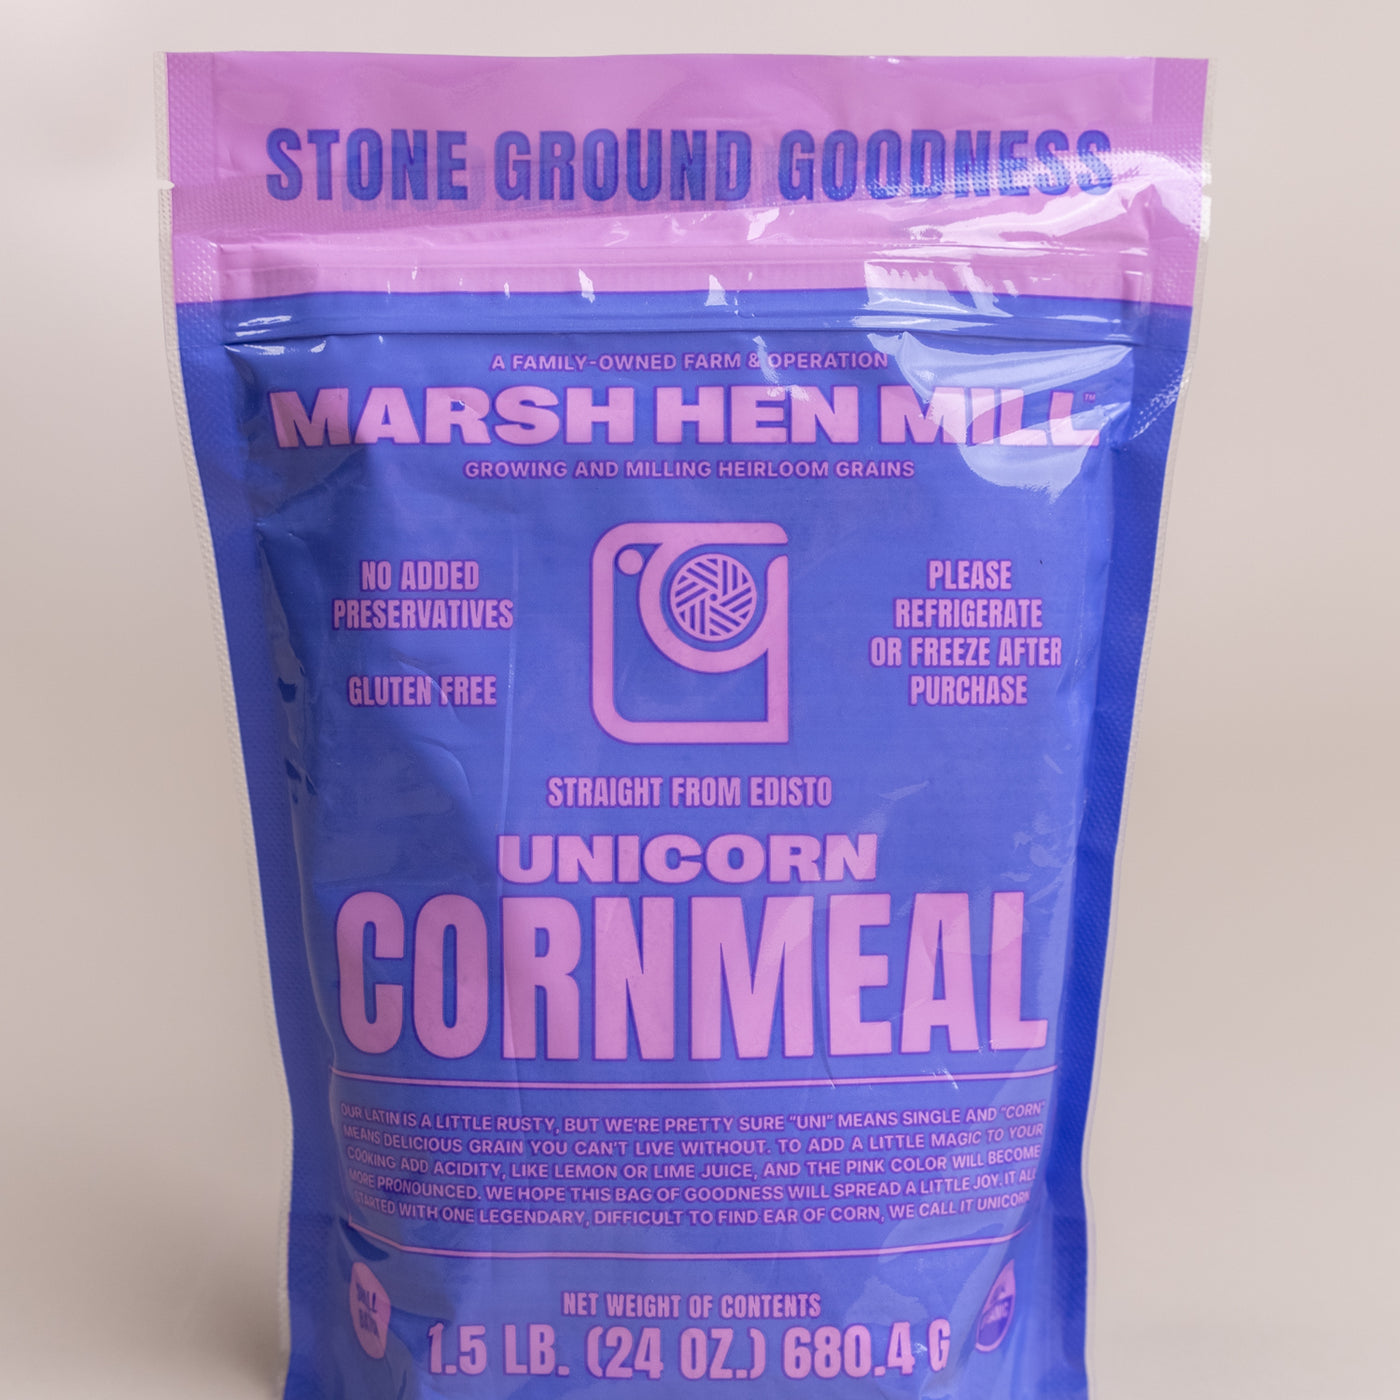 STONE GROUND GOODNESS
A FAMILY-OWNED FARM & OPERATION
MARSH HEN MILL™
GROWING AND MILLING HEIRLOOM GRAINS
NO ADDED
PRESERVATIVES
GLUTEN FREE
PLEASE
REFRIGERATE
OR FREEZE AFTER
PURCHASE
STRAIGHT FROM EDISTO
UNICORN
CORNMEAL
OUR LATIN IS A LITTLE RUSTY, BUT WE'RE PRETTY SURE "UNI" MEANS SINGLE AND "CORN"
MEANS DELICIOUS GRAIN YOU CAN'T LIVE WITHOUT. TO ADD A LITTLE MAGIC TO YOUR
COOKING ADD ACIDITY, LIKE LEMON OR LIME JUICE, AND THE PINK COLOR WILL BECOME
MORE PRONOUNCED. WE HOPE THIS BAG OF GOODNESS WILL SPREAD A LITTLE JOY. IT ALL
STARTED WITH ONE LEGENDARY, DIFFICULT TO FIND EAR OF CORN, WE CALL IT UNICORN
SMALL
BATCH
NET WEIGHT OF CONTENTS
1.5 LB. (24 OZ.) 680.4 G